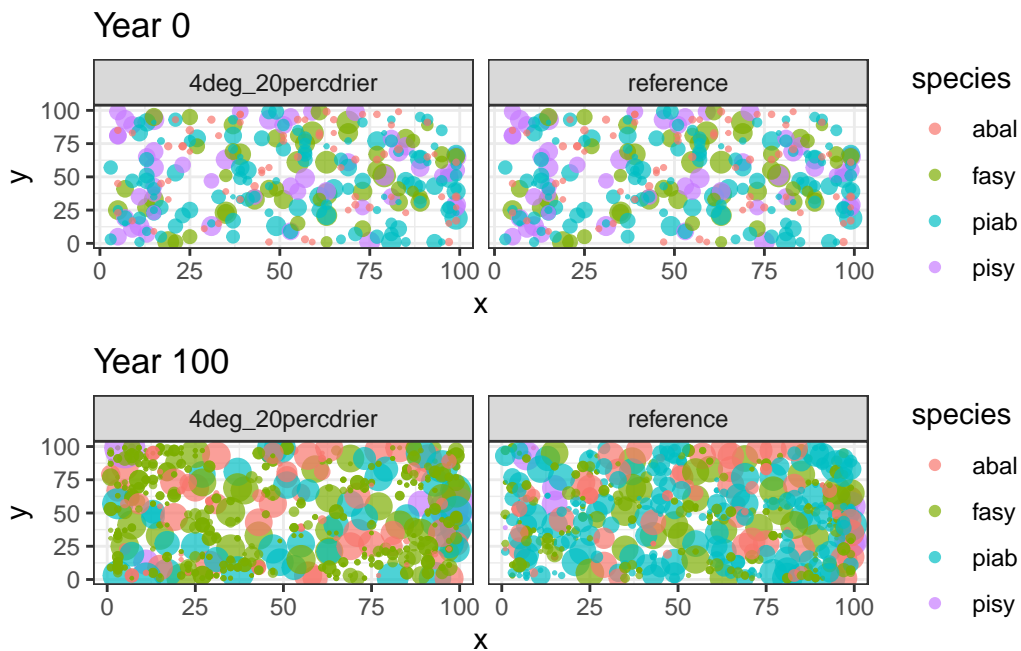 Year 0
4deg_20percdrier
reference
species
abal
fasy
piab
pisy
y
100
75
50
25
0
0 25 50 75 100
0 25 50 75 100
x
Year 100
4deg_20percdrier
reference
species
abal
fasy
piab
pisy
y
100
75
50
25
0
0 25 50 75 100
0 25 50 75 100
x